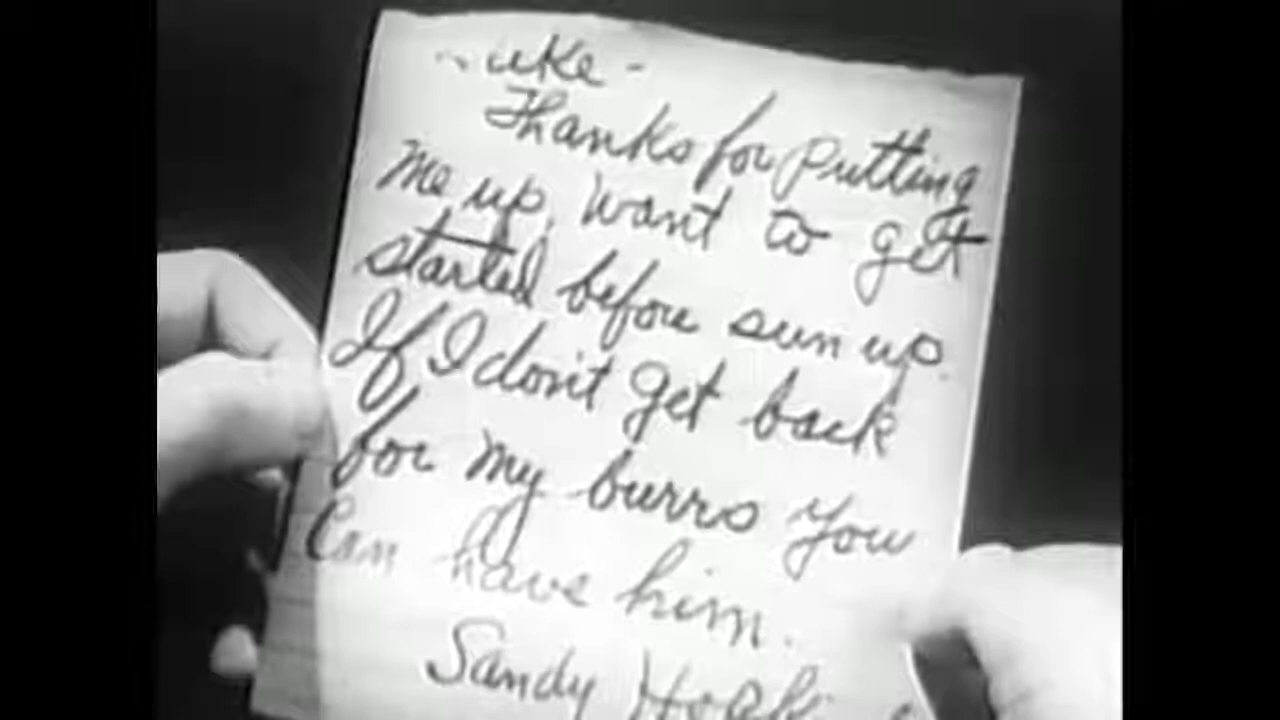 uke -
Thanks for putting
me up, want to get
started before sun up.
If I don't get back
for my burro you
can have him.
Sandy